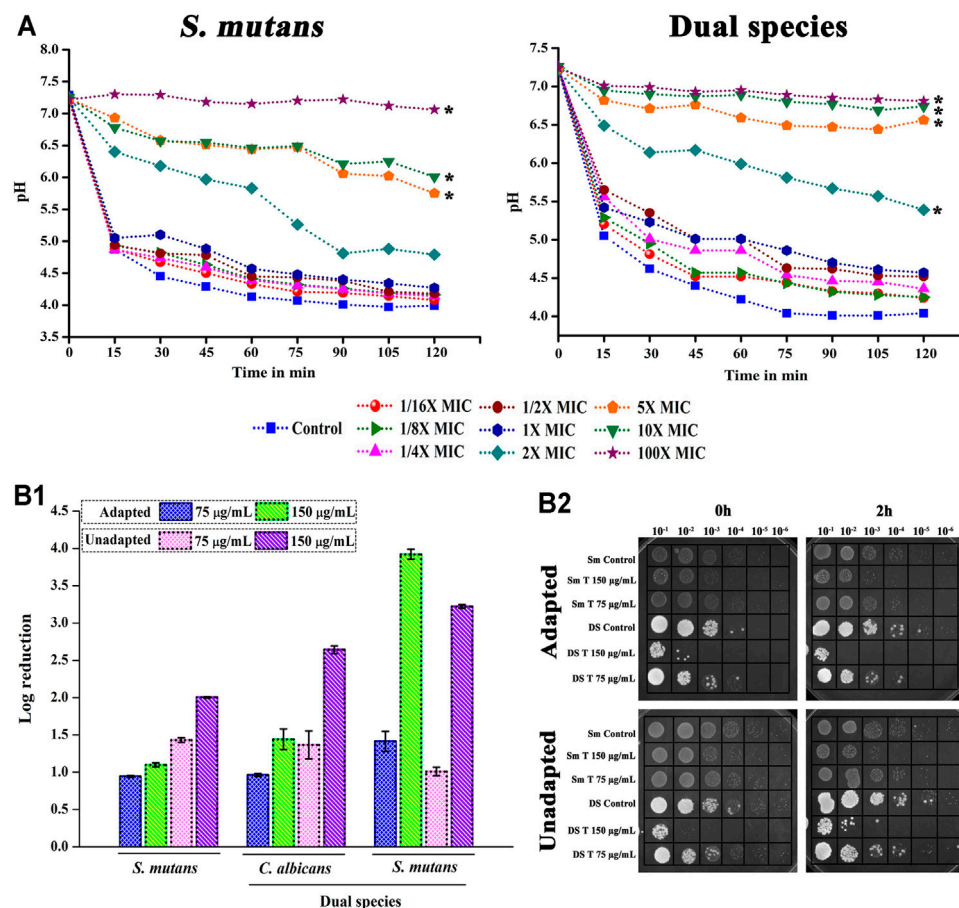 A
S. mutans
Dual species
8.0
7.5
7.0
6.5
6.0
5.5
5.0
4.5
4.0
3.5
pH
0 15 30 45 60 75 90 105 120
Time in min
*
*
*
7.5
7.0
6.5
6.0
5.5
5.0
4.5
4.0
pH
0 15 30 45 60 75 90 105 120
Time in min
*
*
*
*
Control
1/16X MIC
1/8X MIC
1/4X MIC
1/2X MIC
1X MIC
2X MIC
5X MIC
10X MIC
100X MIC
B1
Adapted 75 µg/mL 150 µg/mL
Unadapted 75 µg/mL 150 µg/mL
4.5
4.0
3.5
3.0
2.5
2.0
1.5
1.0
0.5
0.0
Log reduction
S. mutans C. albicans S. mutans
Dual species
B2
0h 2h
10-1 10-2 10-3 10-4 10-5 10-6
10-1 10-2 10-3 10-4 10-5 10-6
Adapted
Sm Control
Sm T 150 µg/mL
Sm T 75 µg/mL
DS Control
DS T 150 µg/mL
DS T 75 µg/mL
Unadapted
Sm Control
Sm T 150 µg/mL
Sm T 75 µg/mL
DS Control
DS T 150 µg/mL
DS T 75 µg/mL